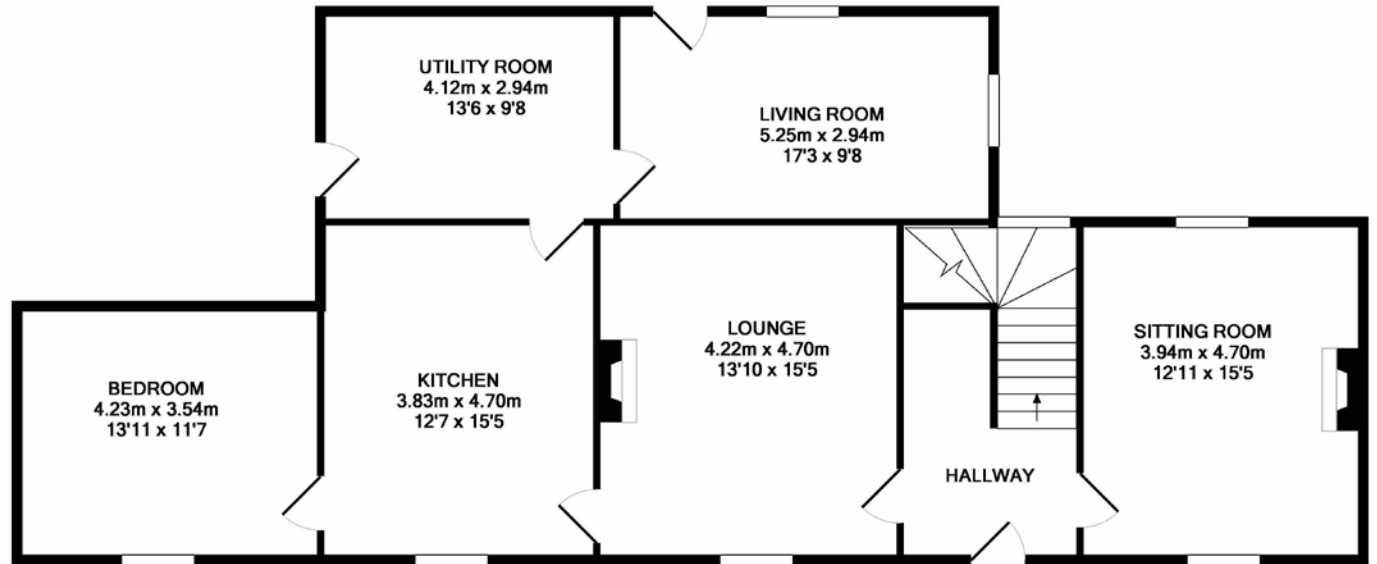 UTILITY ROOM
4.12m x 2.94m
13'6 x 9'8
LIVING ROOM
5.25m x 2.94m
17'3 x 9'8
BEDROOM
4.23m x 3.54m
13'11 x 11'7
KITCHEN
3.83m x 4.70m
12'7 x 15'5
LOUNGE
4.22m x 4.70m
13'10 x 15'5
HALLWAY
SITTING ROOM
3.94m x 4.70m
12'11 x 15'5